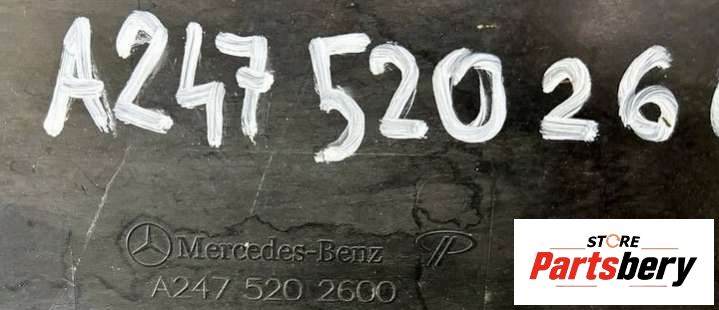 A247 520 26
Mercedes-Benz
A247 520 2600
STORE
Partsbery